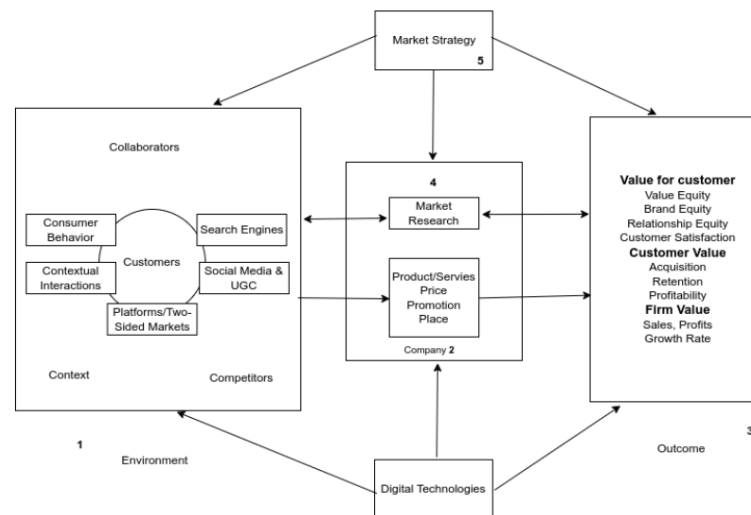 Market Strategy
5
Collaborators
Consumer
Behavior
Search Engines
Customers
Contextual
Interactions
Social Media &
UGC
Platforms/Two-
Sided Markets
Context
Competitors
1
Environment
4
Market
Research
Product/Servies
Price
Promotion
Place
Company 2
Value for customer
Value Equity
Brand Equity
Relationship Equity
Customer Satisfaction
Customer Value
Acquisition
Retention
Profitability
Firm Value
Sales, Profits
Growth Rate
3
Outcome
Digital Technologies